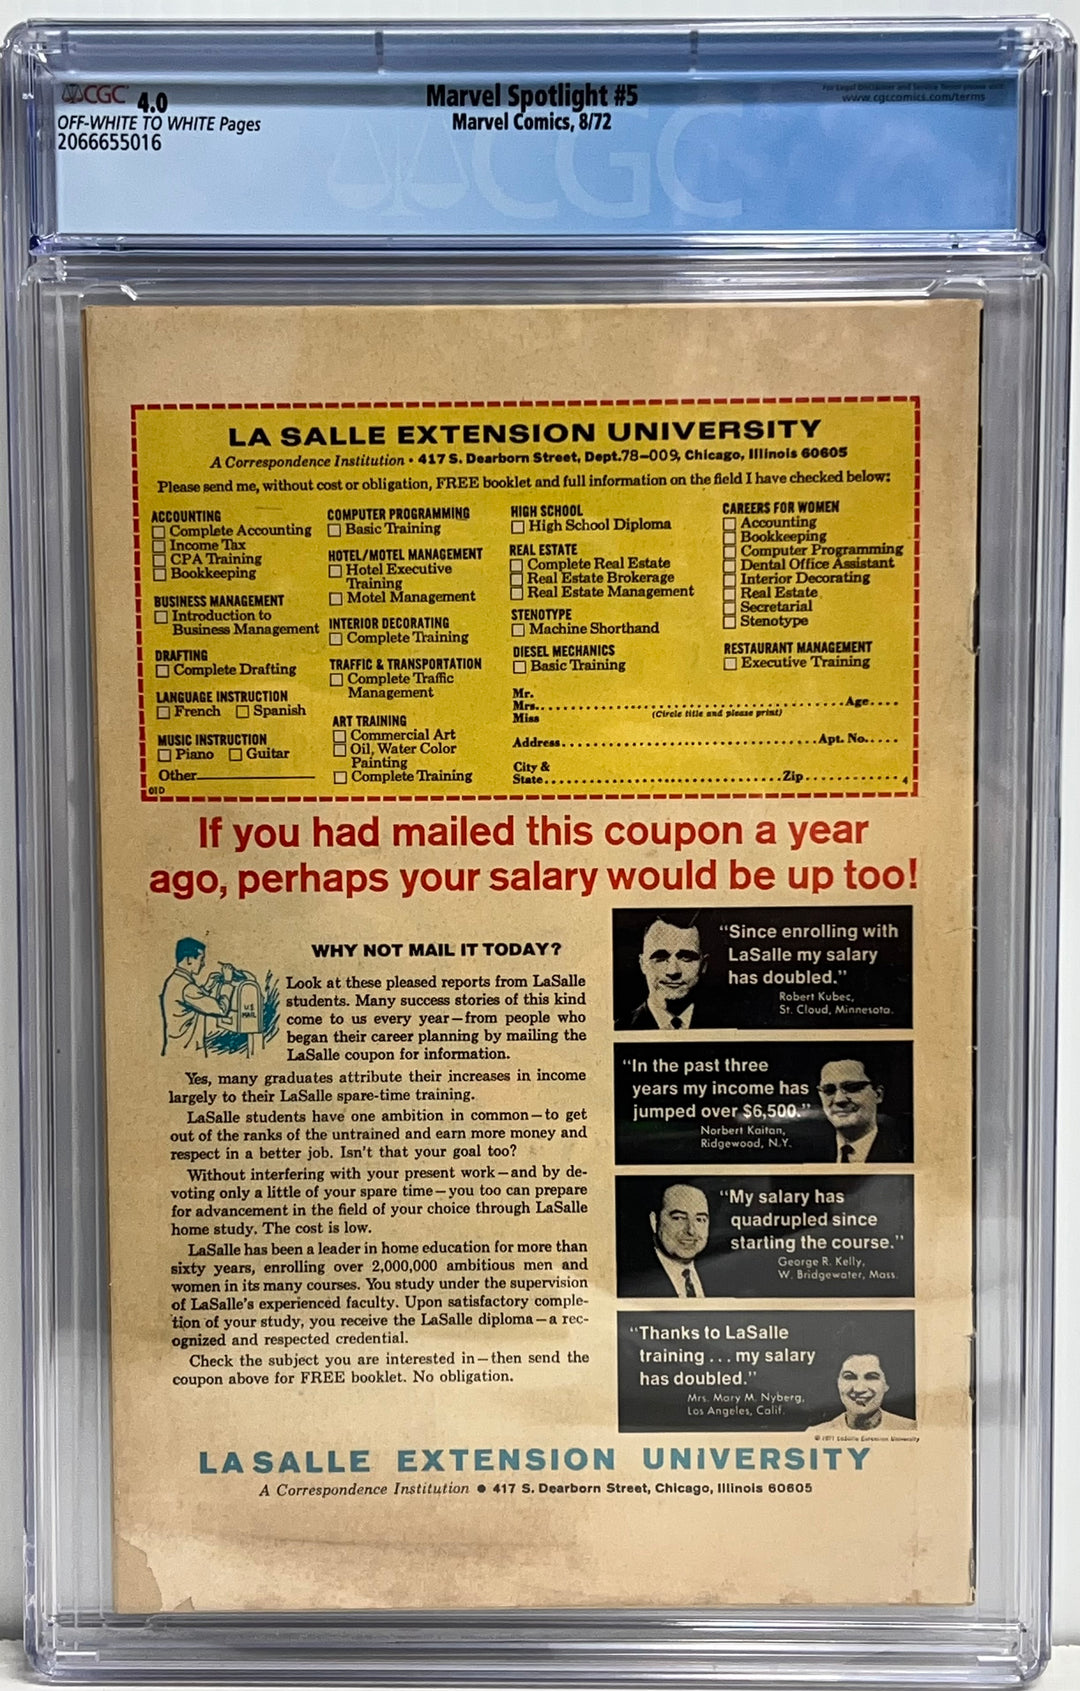 CGC 4.0
OFF-WHITE TO WHITE Pages
2066655016
Marvel Spotlight #5
Marvel Comics, 8/72
For Legal Disclaimer and Service Terms please visit
www.cgccomics.com/terms
CGC
LA SALLE EXTENSION UNIVERSITY
A Correspondence Institution • 417 S. Dearborn Street, Dept.78-009, Chicago, Illinois 60605
Please send me, without cost or obligation, FREE booklet and full information on the field I have checked below:
ACCOUNTING
Complete Accounting
Income Tax
CPA Training
Bookkeeping
BUSINESS MANAGEMENT
Introduction to
Business Management
DRAFTING
Complete Drafting
LANGUAGE INSTRUCTION
French Spanish
MUSIC INSTRUCTION
Piano Guitar
Other
01D
COMPUTER PROGRAMMING
Basic Training
HOTEL/MOTEL MANAGEMENT
Hotel Executive
Training
Motel Management
INTERIOR DECORATING
Complete Training
TRAFFIC & TRANSPORTATION
Complete Traffic
Management
ART TRAINING
Commercial Art
Oil, Water Color
Painting
Complete Training
HIGH SCHOOL
High School Diploma
REAL ESTATE
Complete Real Estate
Real Estate Brokerage
Real Estate Management
STENOTYPE
Machine Shorthand
DIESEL MECHANICS
Basic Training
CAREERS FOR WOMEN
Accounting
Bookkeeping
Computer Programming
Dental Office Assistant
Interior Decorating
Real Estate
Secretarial
Stenotype
RESTAURANT MANAGEMENT
Executive Training
Mr.
Mrs. Age
Miss (Circle title and please print)
Address Apt. No.
City &
State Zip 4
If you had mailed this coupon a year
ago, perhaps your salary would be up too!
WHY NOT MAIL IT TODAY?
U.S.
MAIL
Look at these pleased reports from LaSalle
students. Many success stories of this kind
come to us every year—from people who
began their career planning by mailing the
LaSalle coupon for information.
Yes, many graduates attribute their increases in income
largely to their LaSalle spare-time training.
LaSalle students have one ambition in common—to get
out of the ranks of the untrained and earn more money and
respect in a better job. Isn't that your goal too?
Without interfering with your present work—and by de-
voting only a little of your spare time—you too can prepare
for advancement in the field of your choice through LaSalle
home study. The cost is low.
LaSalle has been a leader in home education for more than
sixty years, enrolling over 2,000,000 ambitious men and
women in its many courses. You study under the supervision
of LaSalle's experienced faculty. Upon satisfactory comple-
tion of your study, you receive the LaSalle diploma—a rec-
ognized and respected credential.
Check the subject you are interested in—then send the
coupon above for FREE booklet. No obligation.
"Since enrolling with
LaSalle my salary
has doubled."
Robert Kubec,
St. Cloud, Minnesota.
"In the past three
years my income has
jumped over $6,500."
Norbert Kaitan,
Ridgewood, N.Y.
"My salary has
quadrupled since
starting the course."
George R. Kelly,
W. Bridgewater, Mass.
"Thanks to LaSalle
training . . . my salary
has doubled."
Mrs. Mary M. Nyberg,
Los Angeles, Calif.
© 1971 LaSalle Extension University
LA SALLE EXTENSION UNIVERSITY
A Correspondence Institution • 417 S. Dearborn Street, Chicago, Illinois 60605